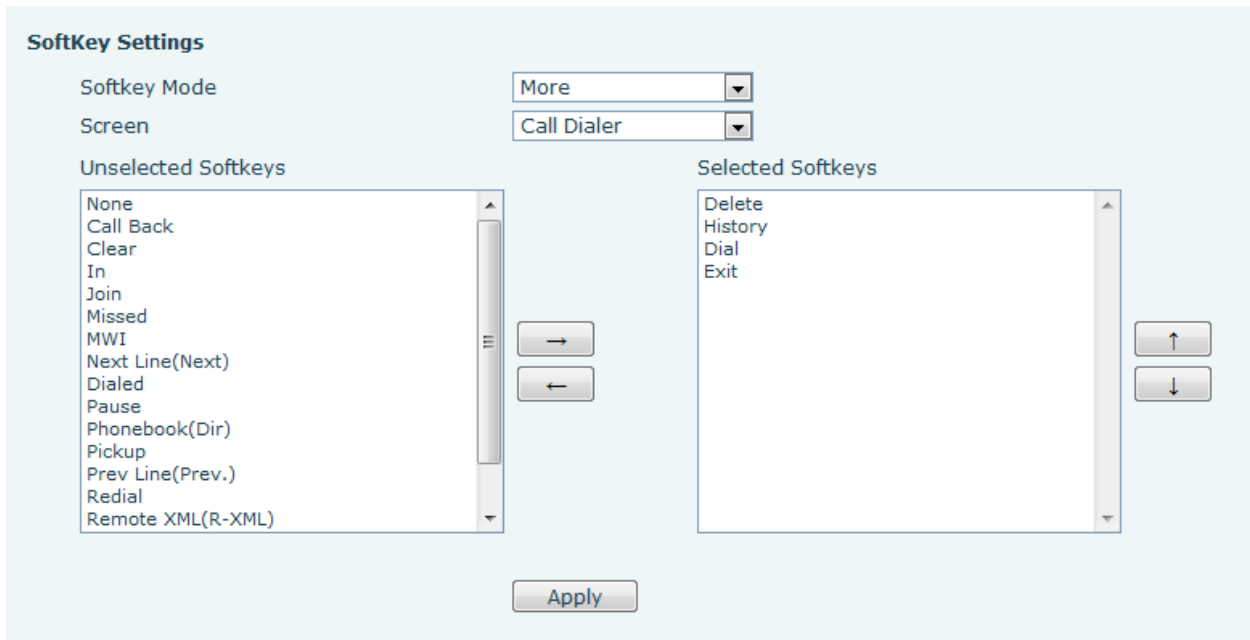 SoftKey Settings
Softkey Mode More
Screen Call Dialer
Unselected Softkeys Selected Softkeys
None
Call Back
Clear
In
Join
Missed
MWI
Next Line(Next)
Dialed
Pause
Phonebook(Dir)
Pickup
Prev Line(Prev.)
Redial
Remote XML(R-XML)
→
←
Delete
History
Dial
Exit
↑
↓
Apply